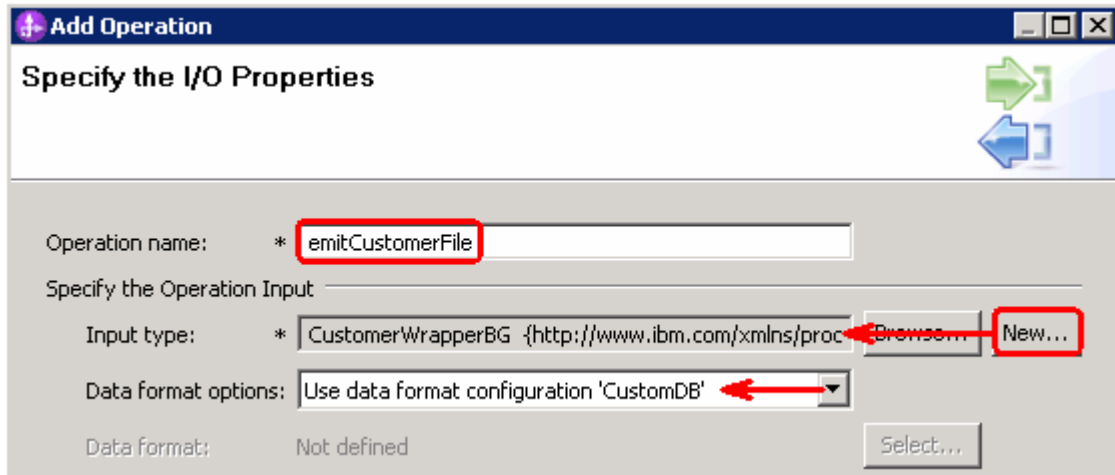 Add Operation
Specify the I/O Properties
Operation name: * emitCustomerFile
Specify the Operation Input
Input type: * CustomerWrapperBG {http://www.ibm.com/xmlns/proc Browse... New...
Data format options: Use data format configuration 'CustomDB'
Data format: Not defined Select...